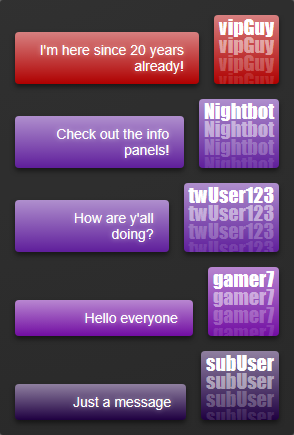 vipGuy
vipGuy
vipGuy
vipGuy
I'm here since 20 years
already!
Nightbot
Nightbot
Nightbot
Nightbot
Check out the info
panels!
twUser123
twUser123
twUser123
twUser123
How are y'all
doing?
gamer7
gamer7
gamer7
gamer7
Hello everyone
subUser
subUser
subUser
subUser
Just a message